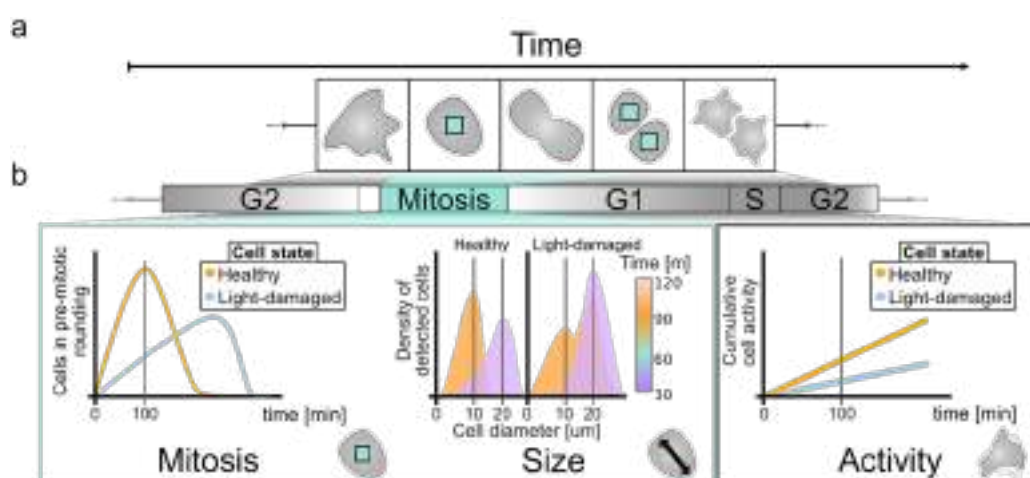 a
Time
b
G2
Mitosis
G1
S
G2
Cells in pre-mitotic
rounding
Cell state
Healthy
Light-damaged
0
100
time [min]
Mitosis
Density of
detected cells
Healthy
Light-damaged
Time [m]
120
90
60
30
0
10
20
0
10
20
Cell diameter [um]
Size
Cumulative
cell activity
Cell state
Healthy
Light-damaged
0
100
time [min]
Activity